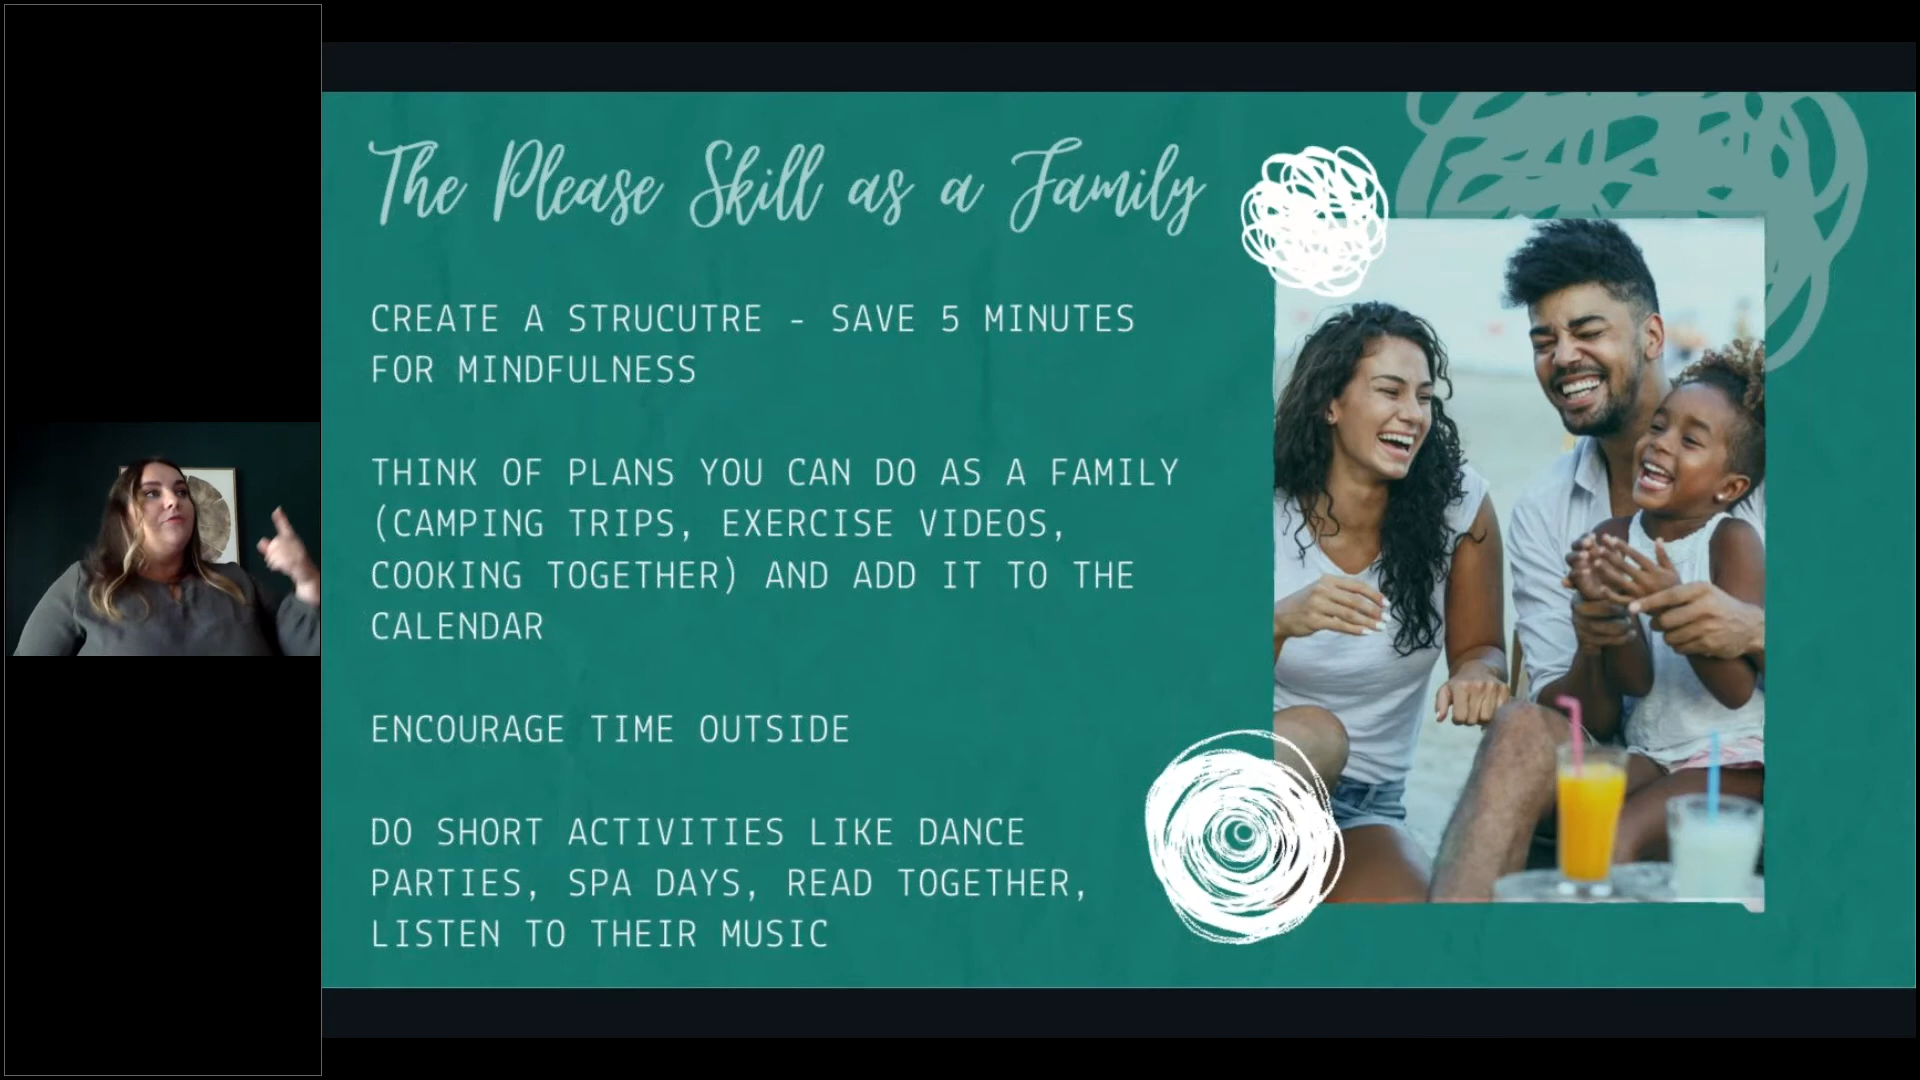 The Please Skill as a Family
CREATE A STRUCUTRE - SAVE 5 MINUTES
FOR MINDFULNESS
THINK OF PLANS YOU CAN DO AS A FAMILY
(CAMPING TRIPS, EXERCISE VIDEOS,
COOKING TOGETHER) AND ADD IT TO THE
CALENDAR
ENCOURAGE TIME OUTSIDE
DO SHORT ACTIVITIES LIKE DANCE
PARTIES, SPA DAYS, READ TOGETHER,
LISTEN TO THEIR MUSIC